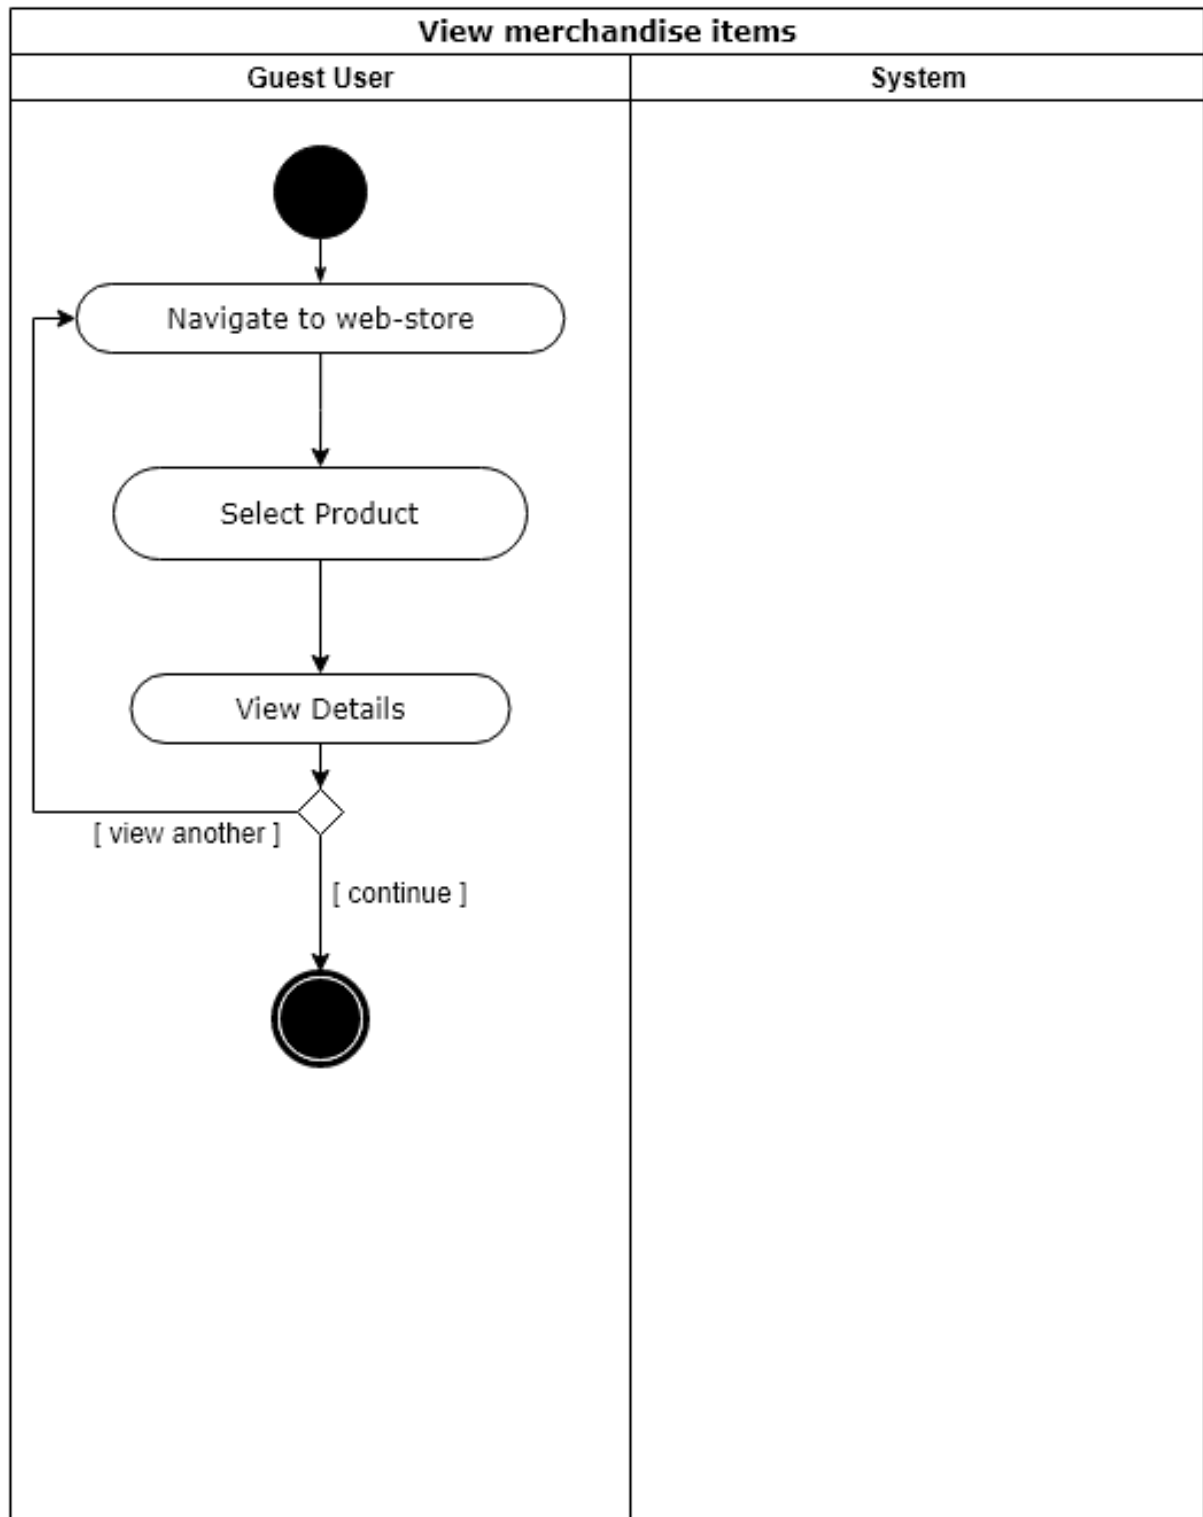 View merchandise items
Guest User
System
Navigate to web-store
Select Product
View Details
[ view another ]
[ continue ]